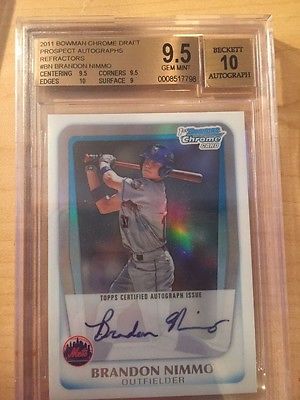 2011 BOWMAN CHROME DRAFT
PROSPECT AUTOGRAPHS
REFRACTORS
#BN BRANDON NIMMO
CENTERING 9.5 CORNERS 9.5
EDGES 10 SURFACE 9
9.5
GEM MINT
0008517798
BECKETT
10
AUTOGRAPH
1st
BOWMAN
Chrome
CARD
TOPPS CERTIFIED AUTOGRAPH ISSUE
Brandon Nimmo
Mets
BRANDON NIMMO
OUTFIELDER